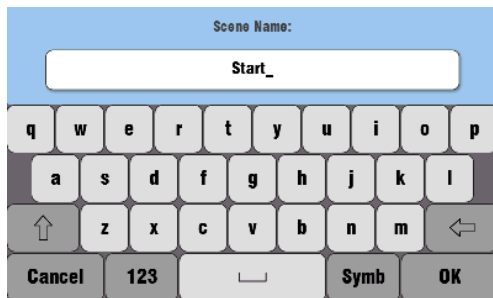 Scene Name:
Start_
q w e r t y u i o p
a s d f g h j k l
z x c v b n m
Cancel 123 Symb OK